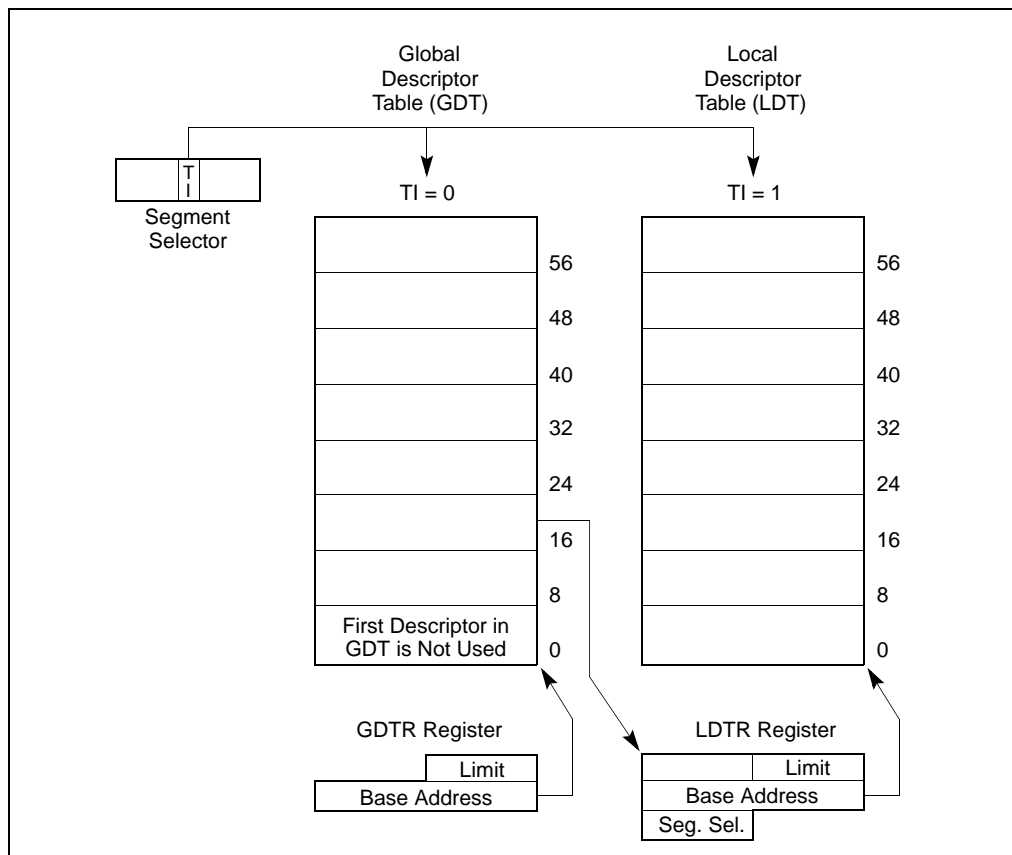 Global
Descriptor
Table (GDT)
Local
Descriptor
Table (LDT)
T
I
Segment
Selector
TI = 0
TI = 1
56
48
40
32
24
16
8
0
First Descriptor in
GDT is Not Used
56
48
40
32
24
16
8
0
GDTR Register
Limit
Base Address
LDTR Register
Limit
Base Address
Seg. Sel.